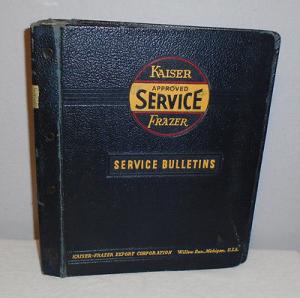 KAISER
APPROVED
SERVICE
FRAZER
SERVICE BULLETINS
KAISER-FRAZER EXPORT CORPORATION Willow Run, Michigan, U.S.A.